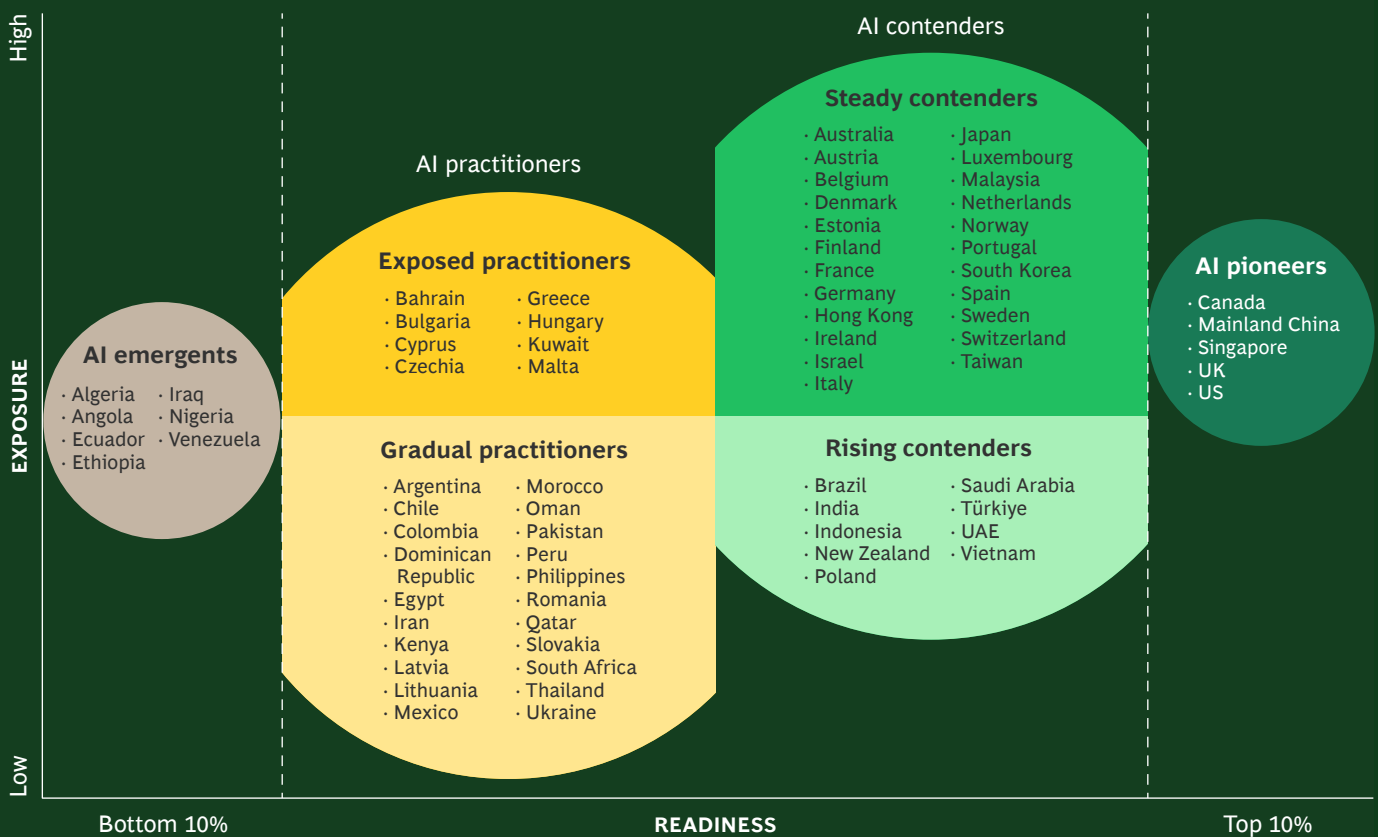 High
EXPOSURE
Low
AI emergents
· Algeria
· Angola
· Ecuador
· Ethiopia
· Iraq
· Nigeria
· Venezuela
AI practitioners
Exposed practitioners
· Bahrain
· Bulgaria
· Cyprus
· Czechia
· Greece
· Hungary
· Kuwait
· Malta
Gradual practitioners
· Argentina
· Chile
· Colombia
· Dominican
Republic
· Egypt
· Iran
· Kenya
· Latvia
· Lithuania
· Mexico
· Morocco
· Oman
· Pakistan
· Peru
· Philippines
· Romania
· Qatar
· Slovakia
· South Africa
· Thailand
· Ukraine
AI contenders
Steady contenders
· Australia
· Austria
· Belgium
· Denmark
· Estonia
· Finland
· France
· Germany
· Hong Kong
· Ireland
· Israel
· Italy
· Japan
· Luxembourg
· Malaysia
· Netherlands
· Norway
· Portugal
· South Korea
· Spain
· Sweden
· Switzerland
· Taiwan
Rising contenders
· Brazil
· India
· Indonesia
· New Zealand
· Poland
· Saudi Arabia
· Türkiye
· UAE
· Vietnam
AI pioneers
· Canada
· Mainland China
· Singapore
· UK
· US
Bottom 10%
READINESS
Top 10%